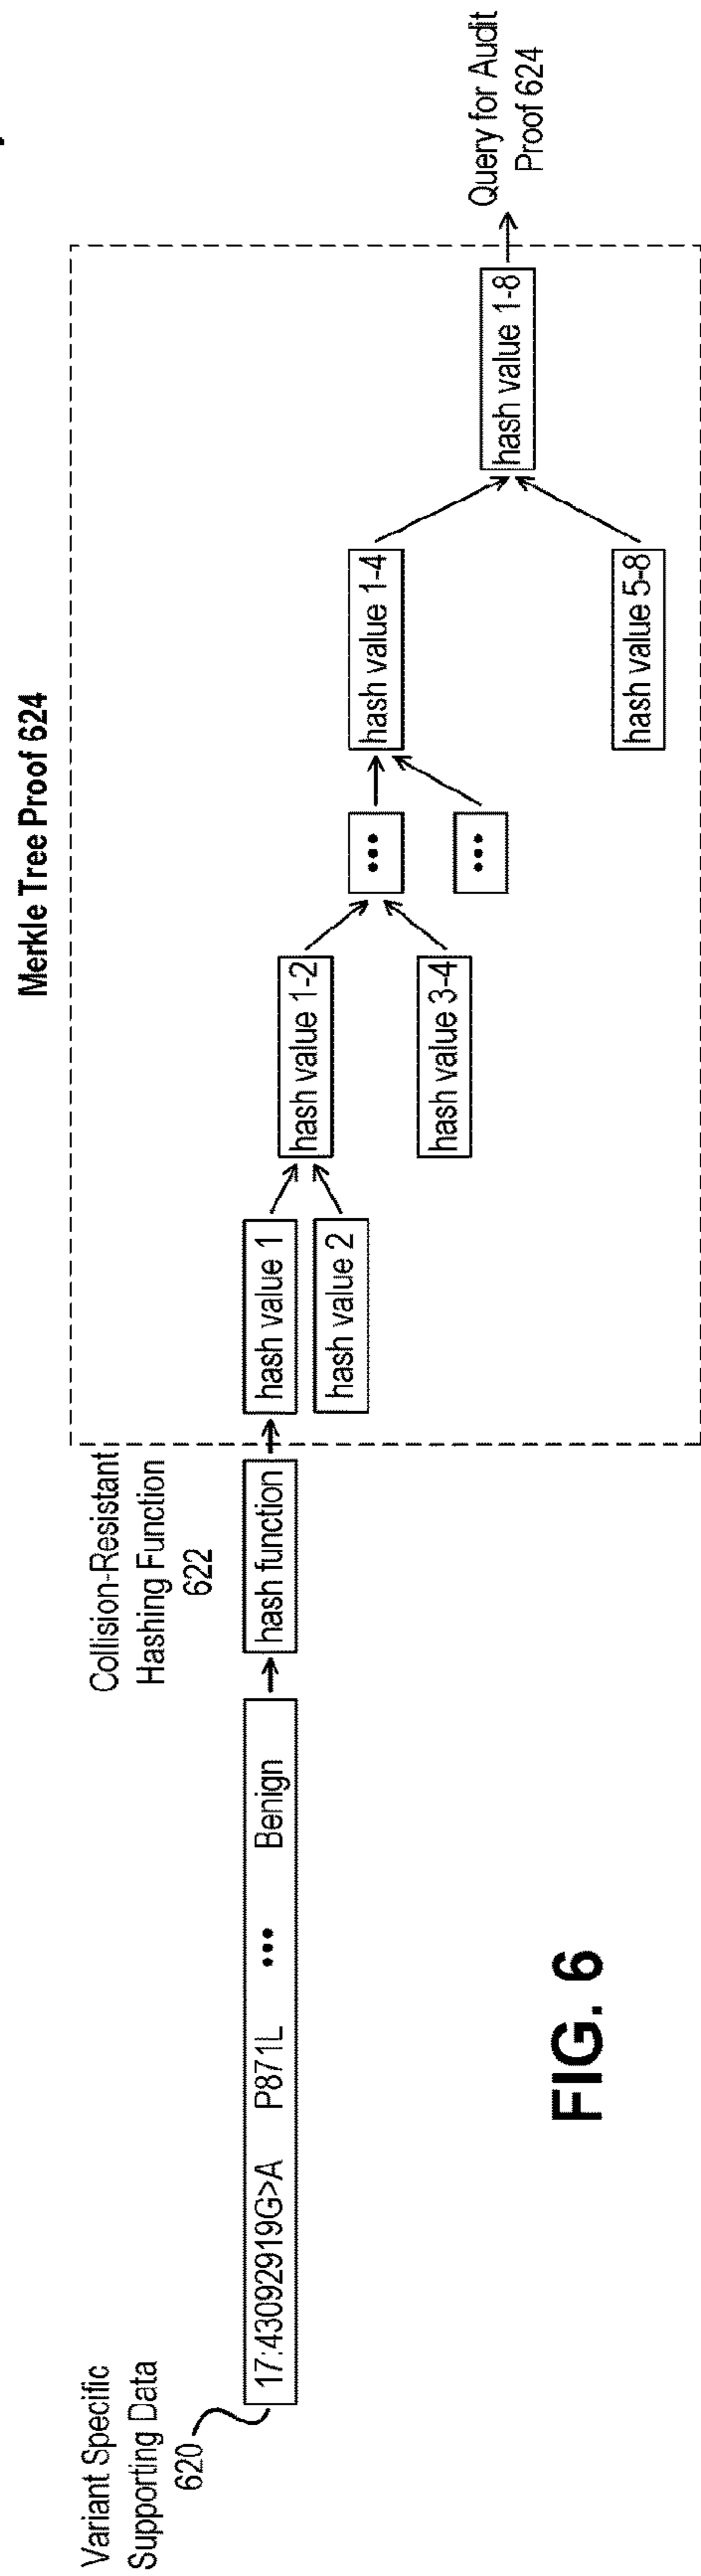 Variant Specific
Supporting Data
620
17:43092919G>A P871L ••• Benign
Collision-Resistant
Hashing Function
622
hash function
Merkle Tree Proof 624
hash value 1
hash value 2
hash value 1-2
hash value 3-4
•••
•••
hash value 1-4
hash value 5-8
hash value 1-8
Query for Audit
Proof 624
FIG. 6